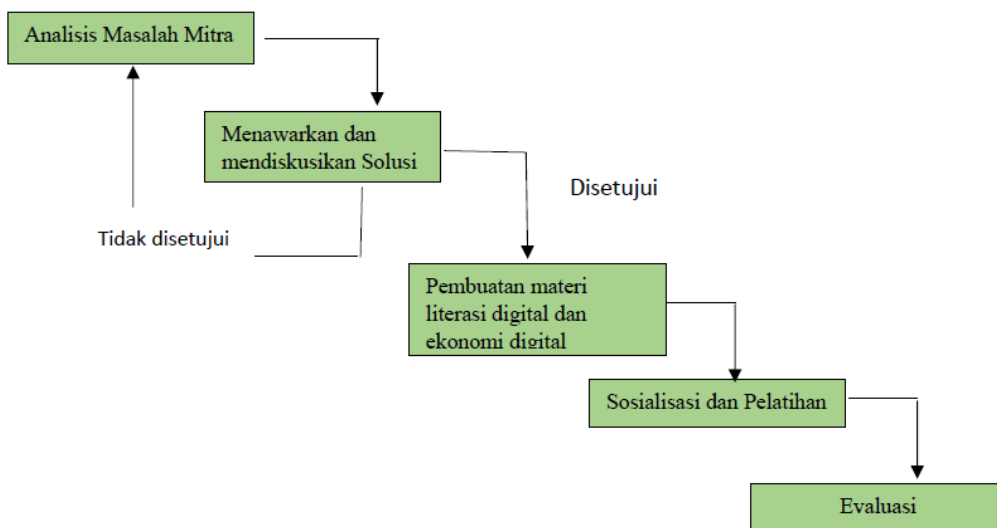 Analisis Masalah Mitra
Menawarkan dan
mendiskusikan Solusi
Disetujui
Tidak disetujui
Pembuatan materi
literasi digital dan
ekonomi digital
Sosialisasi dan Pelatihan
Evaluasi